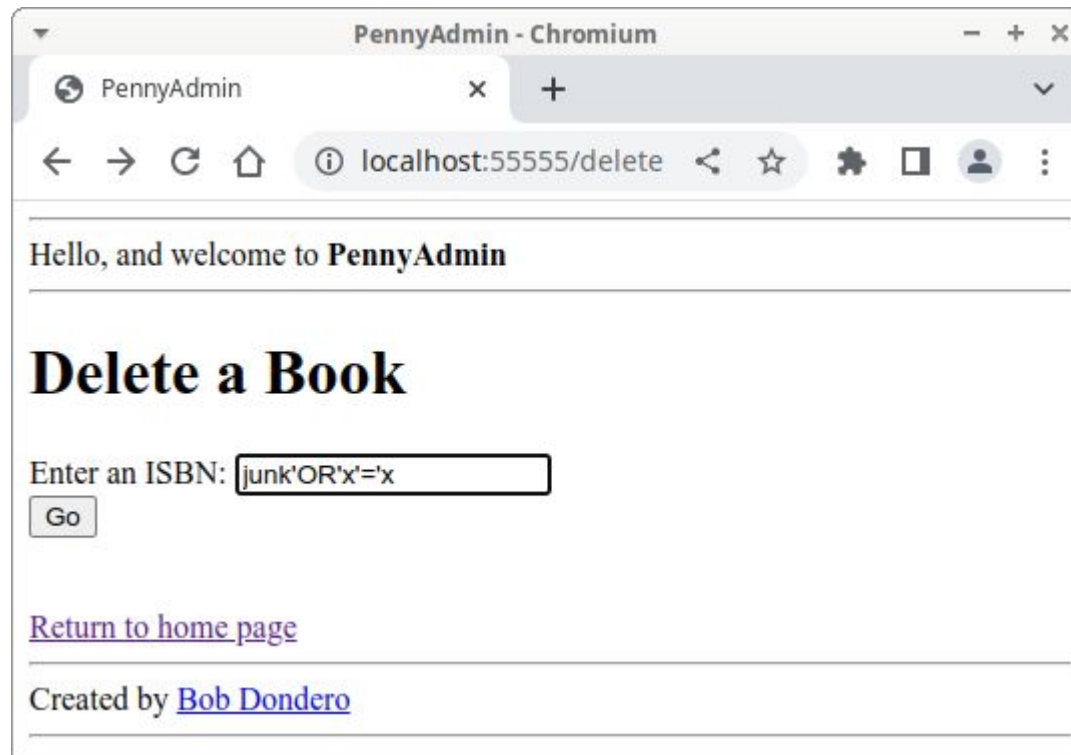 PennyAdmin - Chromium
PennyAdmin
localhost:55555/delete
Hello, and welcome to PennyAdmin
Delete a Book
Enter an ISBN: junk'OR'x'='x
Go
Return to home page
Created by Bob Dondero